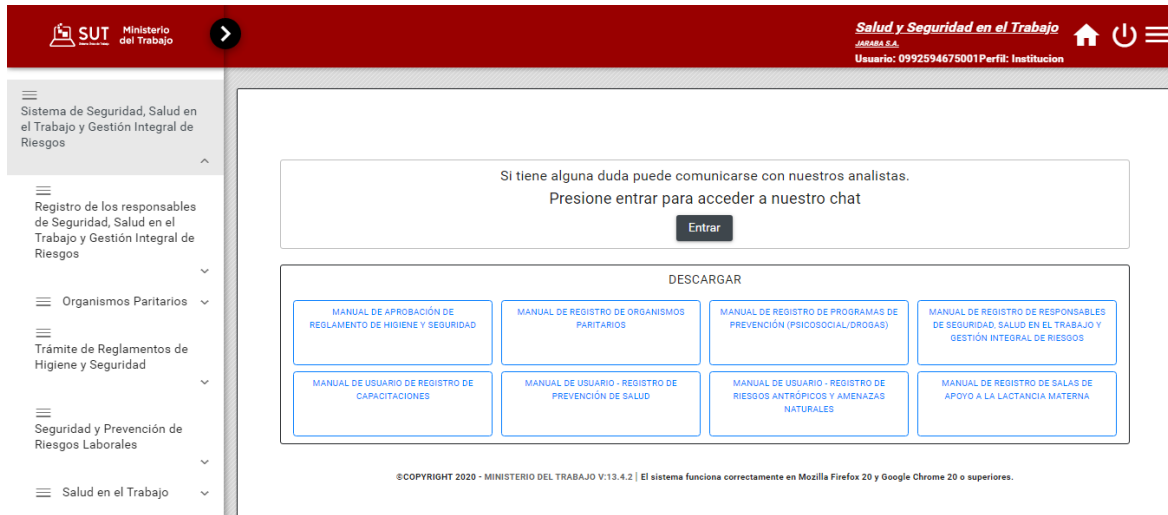 SUT Ministerio
del Trabajo
Salud y Seguridad en el Trabajo
JARABA S.A.
Usuario: 0992594675001Perfil: Institucion
Sistema de Seguridad, Salud en
el Trabajo y Gestión Integral de
Riesgos
Registro de los responsables
de Seguridad, Salud en el
Trabajo y Gestión Integral de
Riesgos
Organismos Paritarios
Trámite de Reglamentos de
Higiene y Seguridad
Seguridad y Prevención de
Riesgos Laborales
Salud en el Trabajo
Si tiene alguna duda puede comunicarse con nuestros analistas.
Presione entrar para acceder a nuestro chat
Entrar
DESCARGAR
MANUAL DE APROBACIÓN DE
REGLAMENTO DE HIGIENE Y SEGURIDAD
MANUAL DE REGISTRO DE ORGANISMOS
PARITARIOS
MANUAL DE REGISTRO DE PROGRAMAS DE
PREVENCIÓN (PSICOSOCIAL/DROGAS)
MANUAL DE REGISTRO DE RESPONSABLES
DE SEGURIDAD, SALUD EN EL TRABAJO Y
GESTIÓN INTEGRAL DE RIESGOS
MANUAL DE USUARIO DE REGISTRO DE
CAPACITACIONES
MANUAL DE USUARIO - REGISTRO DE
PREVENCIÓN DE SALUD
MANUAL DE USUARIO - REGISTRO DE
RIESGOS ANTRÓPICOS Y AMENAZAS
NATURALES
MANUAL DE REGISTRO DE SALAS DE
APOYO A LA LACTANCIA MATERNA
©COPYRIGHT 2020 - MINISTERIO DEL TRABAJO V:13.4.2 | El sistema funciona correctamente en Mozilla Firefox 20 y Google Chrome 20 o superiores.